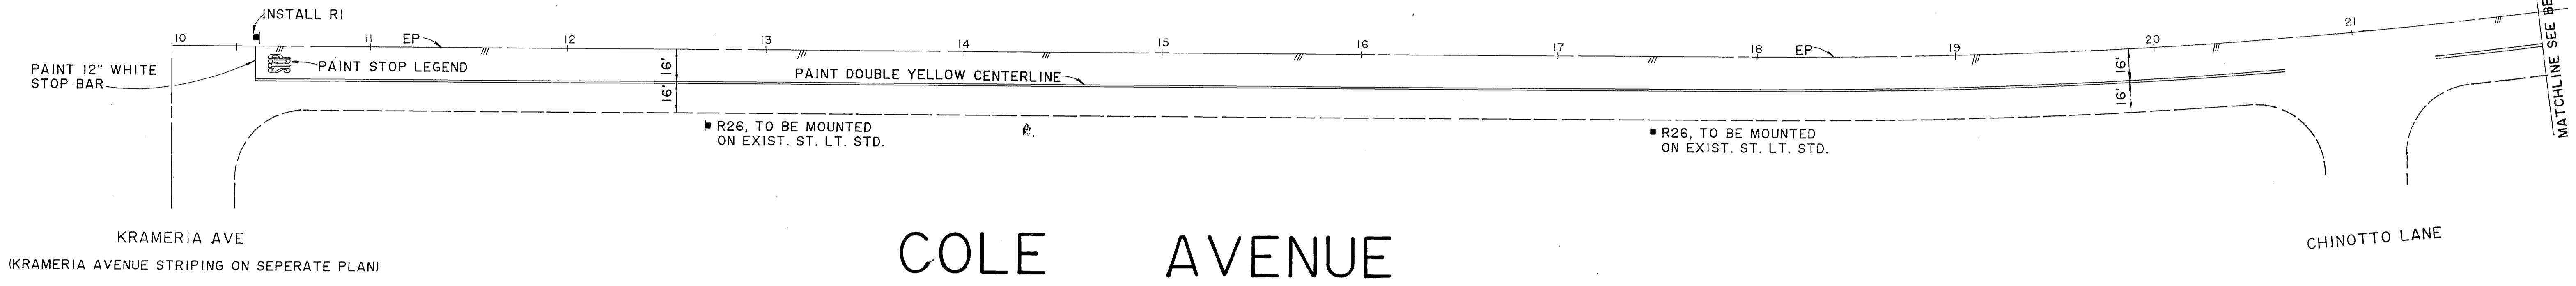 INSTALL R1
10
11
EP
12
13
14
15
16
17
18
EP
19
20
21
MATCHLINE SEE BE
PAINT 12" WHITE
STOP BAR
STOP
PAINT STOP LEGEND
16'
16'
PAINT DOUBLE YELLOW CENTERLINE
16'
16'
R26, TO BE MOUNTED
ON EXIST. ST. LT. STD.
R26, TO BE MOUNTED
ON EXIST. ST. LT. STD.
KRAMERIA AVE
(KRAMERIA AVENUE STRIPING ON SEPERATE PLAN)
COLE AVENUE
CHINOTTO LANE